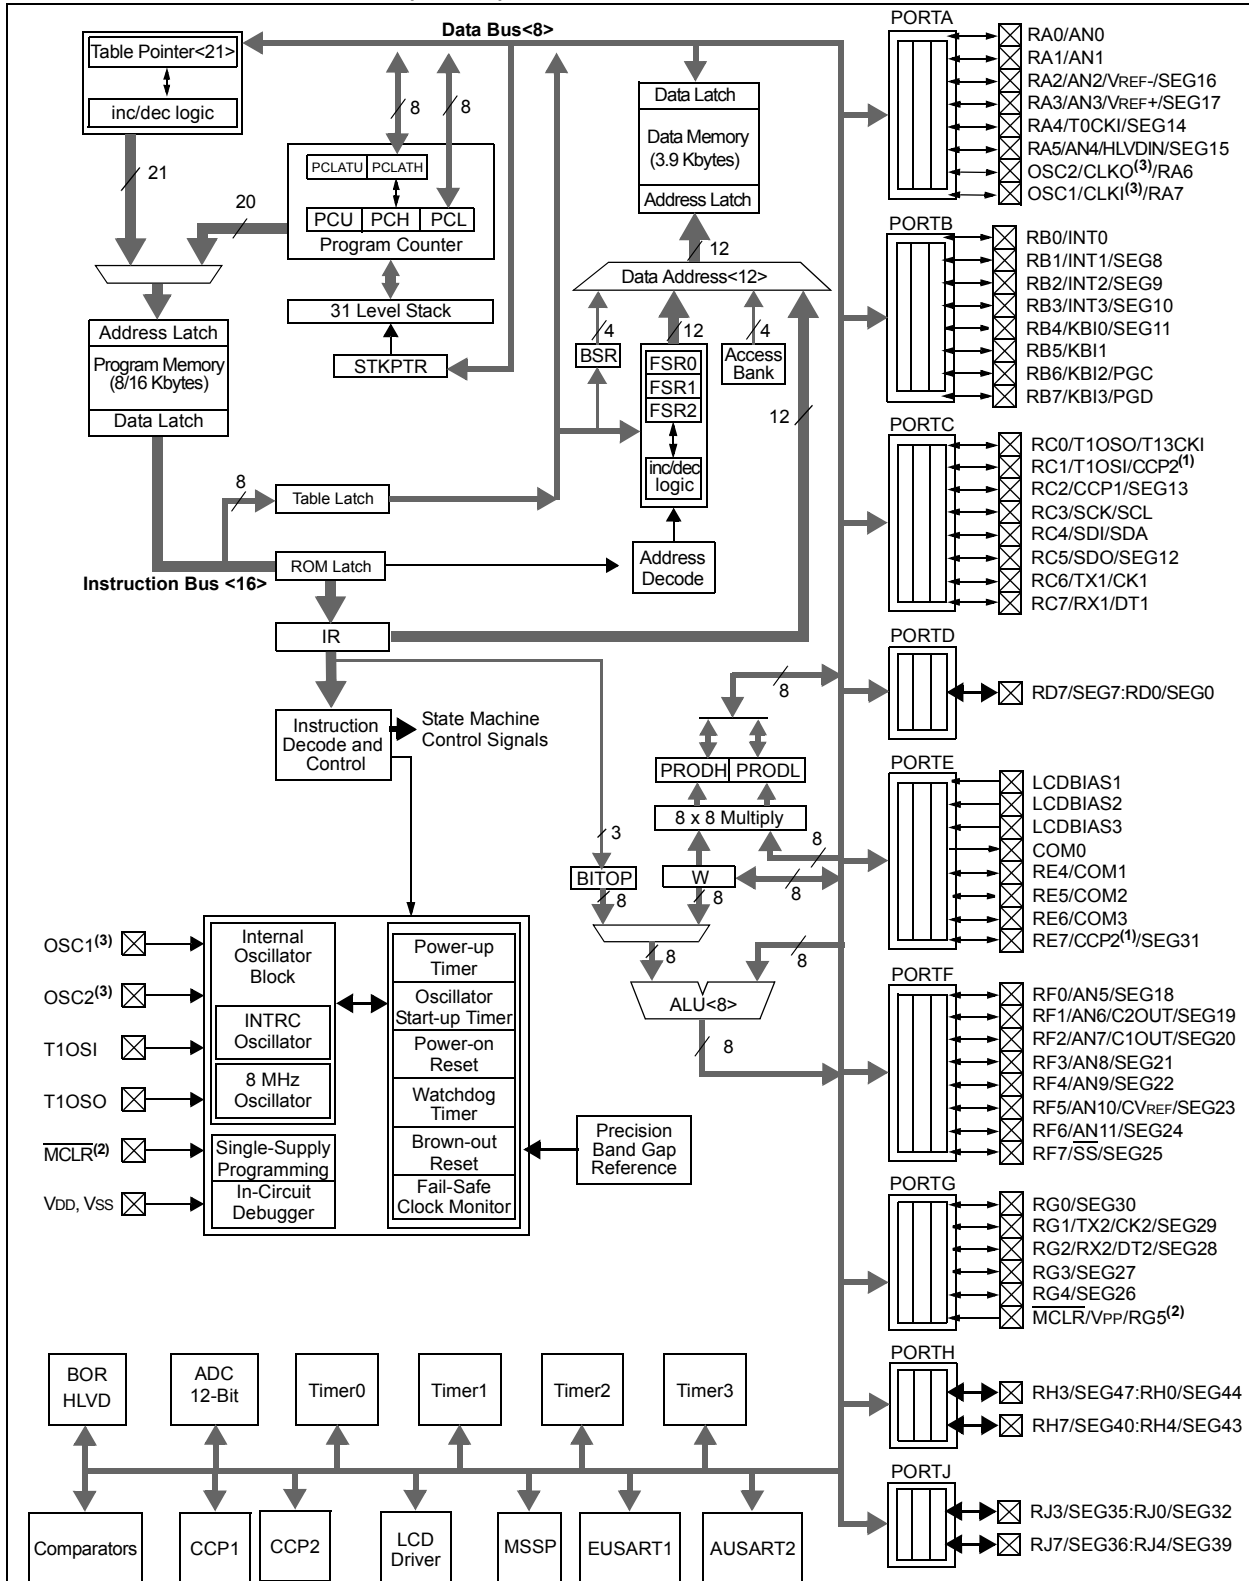 Data Bus<8>
Table Pointer<21>
inc/dec logic
21
20
8
8
PCLATU PCLATH
PCU PCH PCL
Program Counter
31 Level Stack
STKPTR
Data Latch
Data Memory
(3.9 Kbytes)
Address Latch
12
Data Address<12>
4
12
4
BSR
FSR0
FSR1
FSR2
inc/dec
logic
Access
Bank
12
Address
Decode
Address Latch
Program Memory
(8/16 Kbytes)
Data Latch
8
Table Latch
ROM Latch
Instruction Bus <16>
IR
Instruction
Decode and
Control
State Machine
Control Signals
8
PRODH PRODL
8 x 8 Multiply
3
8
BITOP
W
8
8
8
8
8
ALU<8>
8
OSC1(3)
OSC2(3)
T1OSI
T1OSO
MCLR(2)
VDD, VSS
Internal
Oscillator
Block
INTRC
Oscillator
8 MHz
Oscillator
Single-Supply
Programming
In-Circuit
Debugger
Power-up
Timer
Oscillator
Start-up Timer
Power-on
Reset
Watchdog
Timer
Brown-out
Reset
Fail-Safe
Clock Monitor
Precision
Band Gap
Reference
BOR
HLVD
ADC
12-Bit
Timer0
Timer1
Timer2
Timer3
Comparators
CCP1
CCP2
LCD
Driver
MSSP
EUSART1
AUSART2
PORTA
RA0/AN0
RA1/AN1
RA2/AN2/VREF-/SEG16
RA3/AN3/VREF+/SEG17
RA4/T0CKI/SEG14
RA5/AN4/HLVDIN/SEG15
OSC2/CLKO(3)/RA6
OSC1/CLKI(3)/RA7
PORTB
RB0/INT0
RB1/INT1/SEG8
RB2/INT2/SEG9
RB3/INT3/SEG10
RB4/KBI0/SEG11
RB5/KBI1
RB6/KBI2/PGC
RB7/KBI3/PGD
PORTC
RC0/T1OSO/T13CKI
RC1/T1OSI/CCP2(1)
RC2/CCP1/SEG13
RC3/SCK/SCL
RC4/SDI/SDA
RC5/SDO/SEG12
RC6/TX1/CK1
RC7/RX1/DT1
PORTD
RD7/SEG7:RD0/SEG0
PORTE
LCDBIAS1
LCDBIAS2
LCDBIAS3
COM0
RE4/COM1
RE5/COM2
RE6/COM3
RE7/CCP2(1)/SEG31
PORTF
RF0/AN5/SEG18
RF1/AN6/C2OUT/SEG19
RF2/AN7/C1OUT/SEG20
RF3/AN8/SEG21
RF4/AN9/SEG22
RF5/AN10/CVREF/SEG23
RF6/AN11/SEG24
RF7/SS/SEG25
PORTG
RG0/SEG30
RG1/TX2/CK2/SEG29
RG2/RX2/DT2/SEG28
RG3/SEG27
RG4/SEG26
MCLR/VPP/RG5(2)
PORTH
RH3/SEG47:RH0/SEG44
RH7/SEG40:RH4/SEG43
PORTJ
RJ3/SEG35:RJ0/SEG32
RJ7/SEG36:RJ4/SEG39